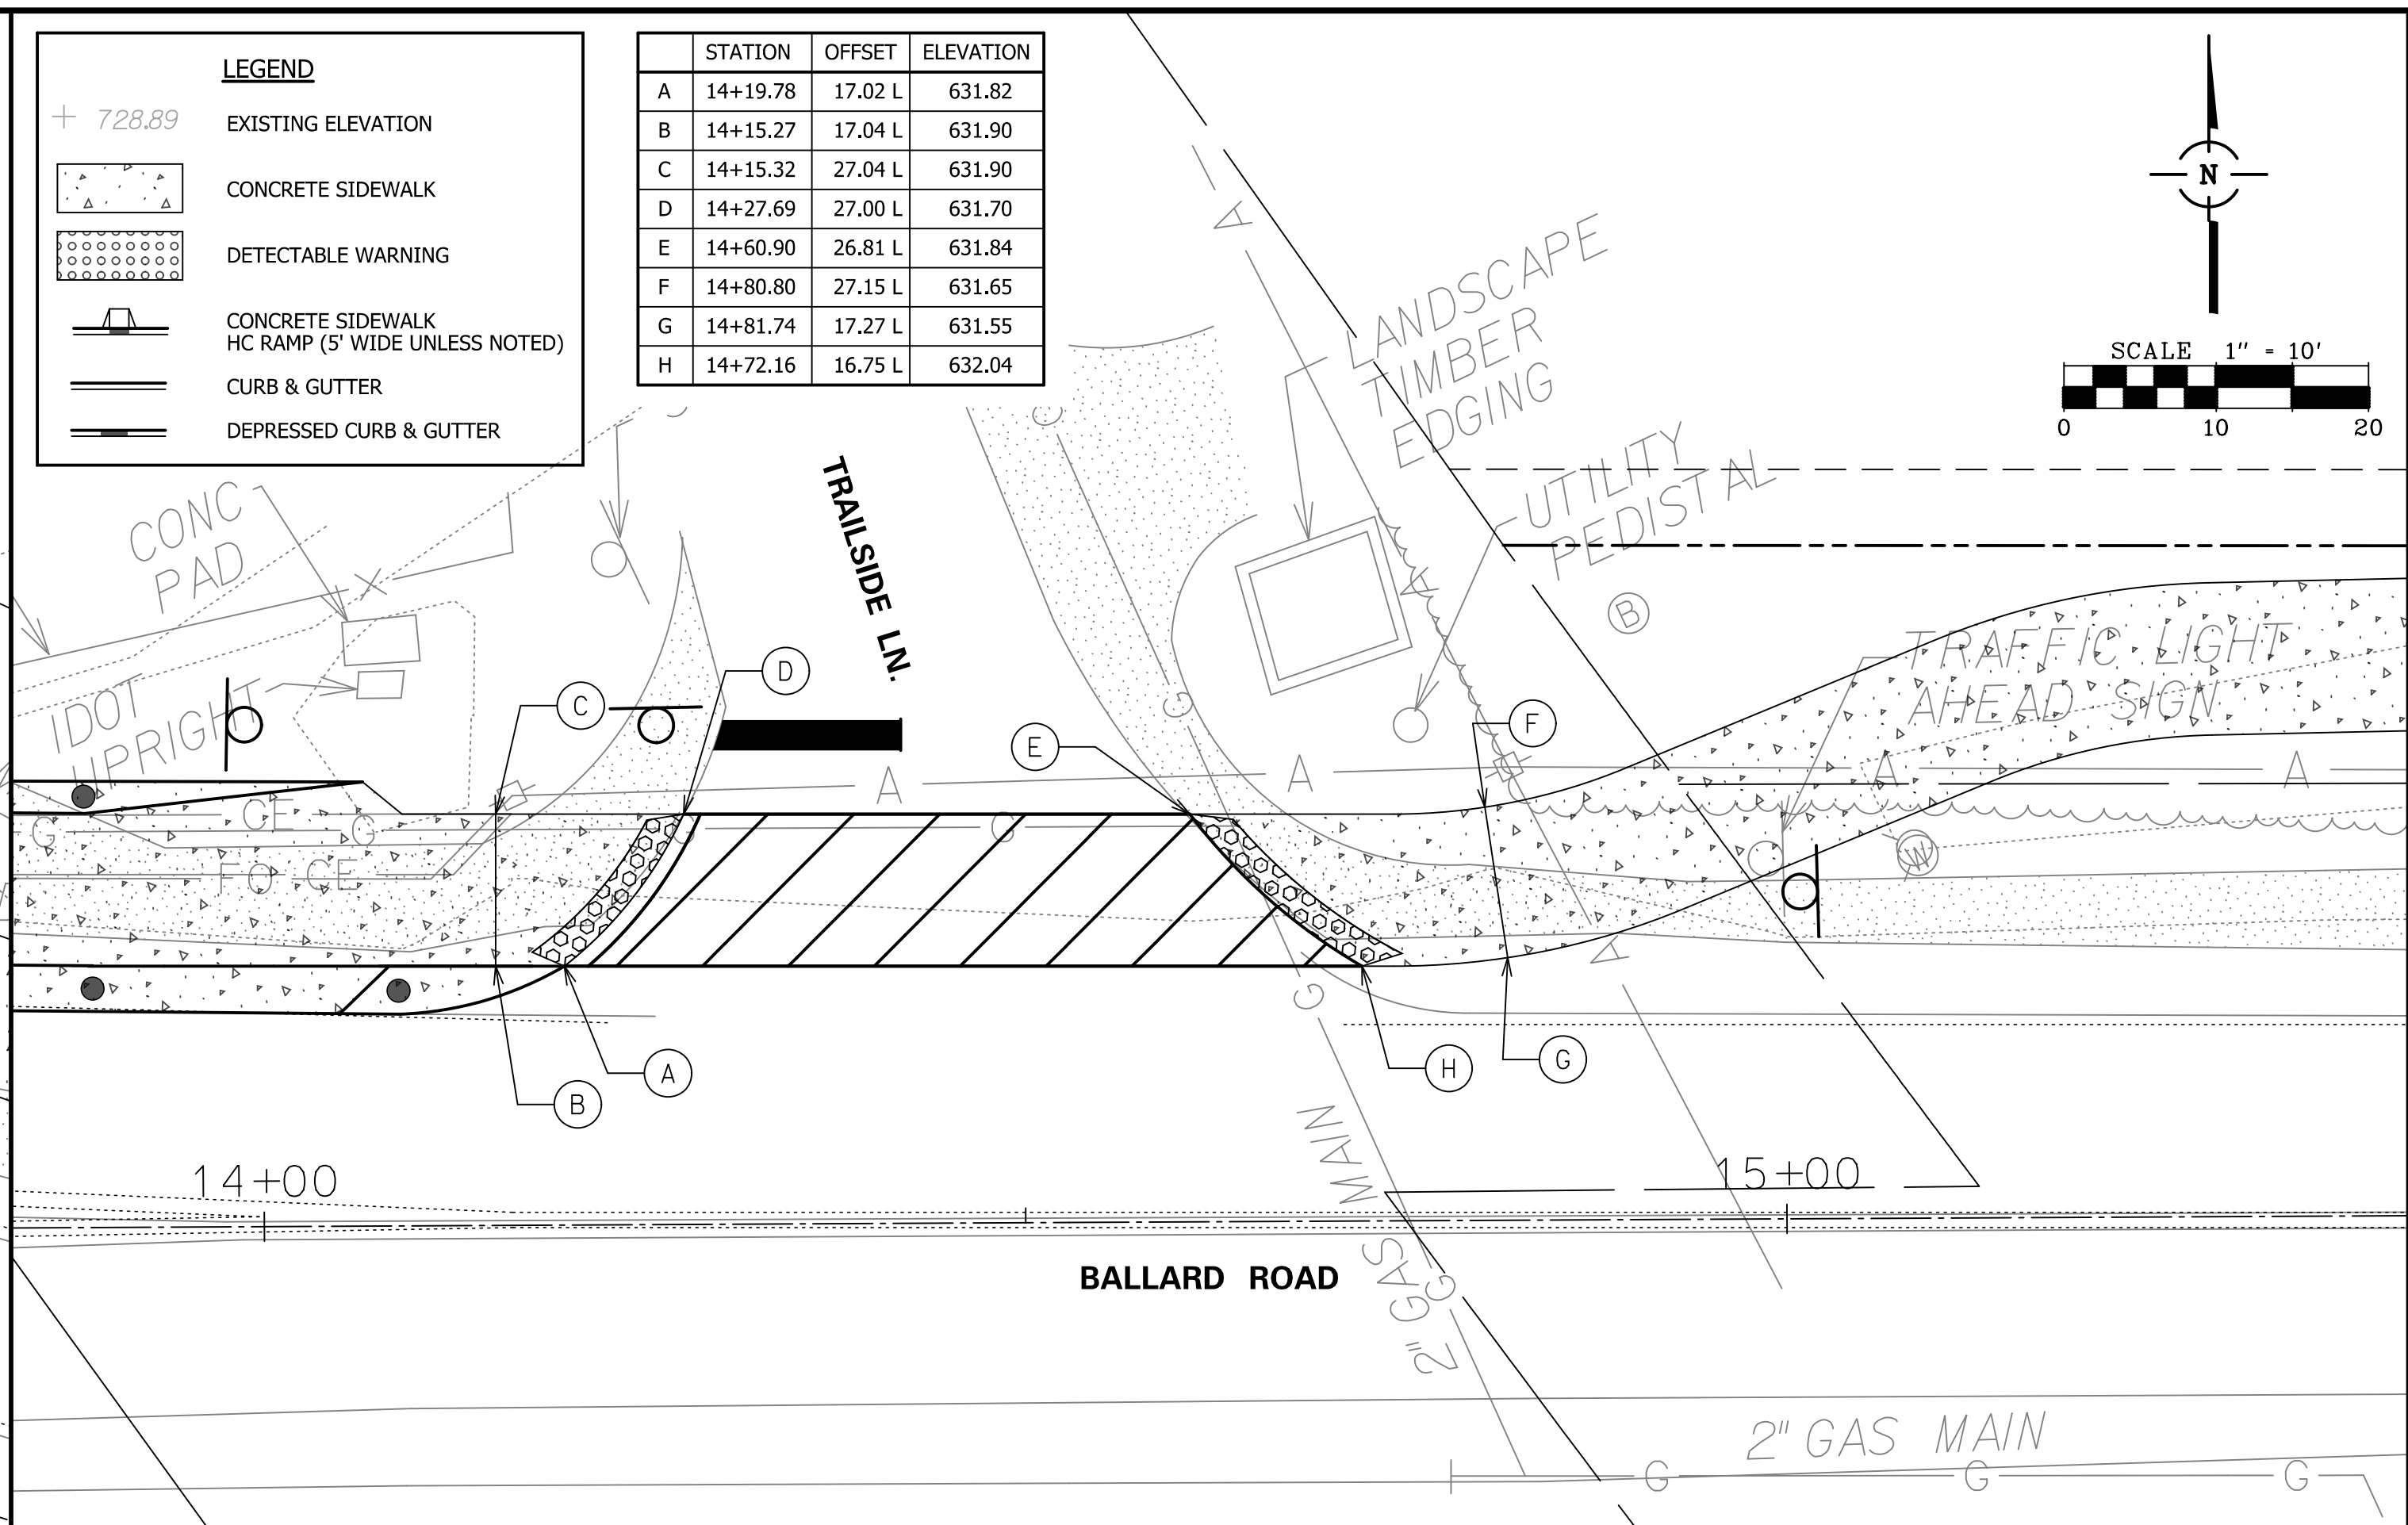 LEGEND
+ 728.89 EXISTING ELEVATION
CONCRETE SIDEWALK
DETECTABLE WARNING
CONCRETE SIDEWALK
HC RAMP (5' WIDE UNLESS NOTED)
CURB & GUTTER
DEPRESSED CURB & GUTTER
STATION OFFSET ELEVATION
A 14+19.78 17.02 L 631.82
B 14+15.27 17.04 L 631.90
C 14+15.32 27.04 L 631.90
D 14+27.69 27.00 L 631.70
E 14+60.90 26.81 L 631.84
F 14+80.80 27.15 L 631.65
G 14+81.74 17.27 L 631.55
H 14+72.16 16.75 L 632.04
N
SCALE 1" = 10'
0 10 20
A
LANDSCAPE
TIMBER
EDGING
UTILITY
PEDISTAL
CONC
PAD
IDOT
UPRIGHT
TRAILSIDE LN.
A
B
G
TRAFFIC LIGHT
AHEAD SIGN
C
D
E
F
A
A
A
A
G
CE
G
G
G
FO
CE
W
A
G
A
B
H
G
14+00
15+00
2" GAS MAIN
G
BALLARD ROAD
2" GAS MAIN
G
G
G